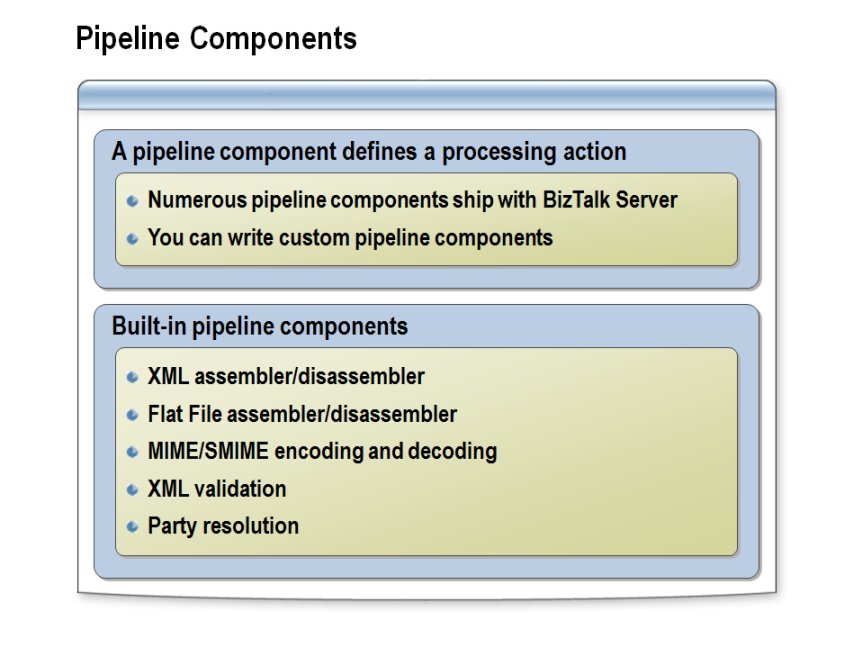 Pipeline Components
A pipeline component defines a processing action
Numerous pipeline components ship with BizTalk Server
You can write custom pipeline components
Built-in pipeline components
XML assembler/disassembler
Flat File assembler/disassembler
MIME/SMIME encoding and decoding
XML validation
Party resolution